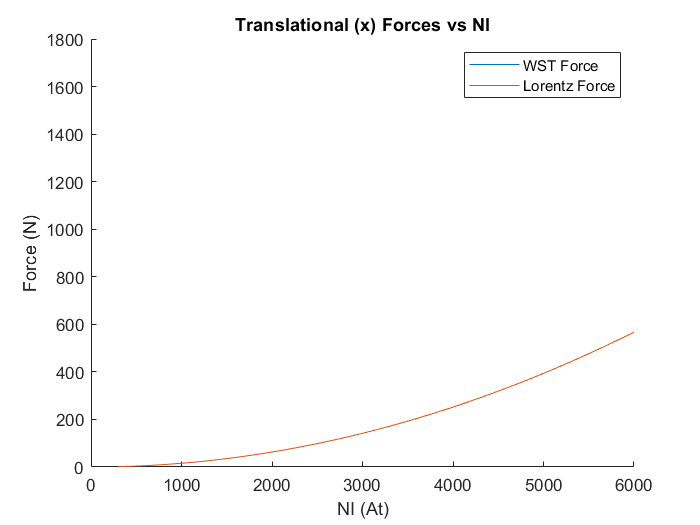 Translational (x) Forces vs NI
1800
1600
1400
1200
1000
800
600
400
200
0
Force (N)
WST Force
Lorentz Force
0 1000 2000 3000 4000 5000 6000
NI (At)